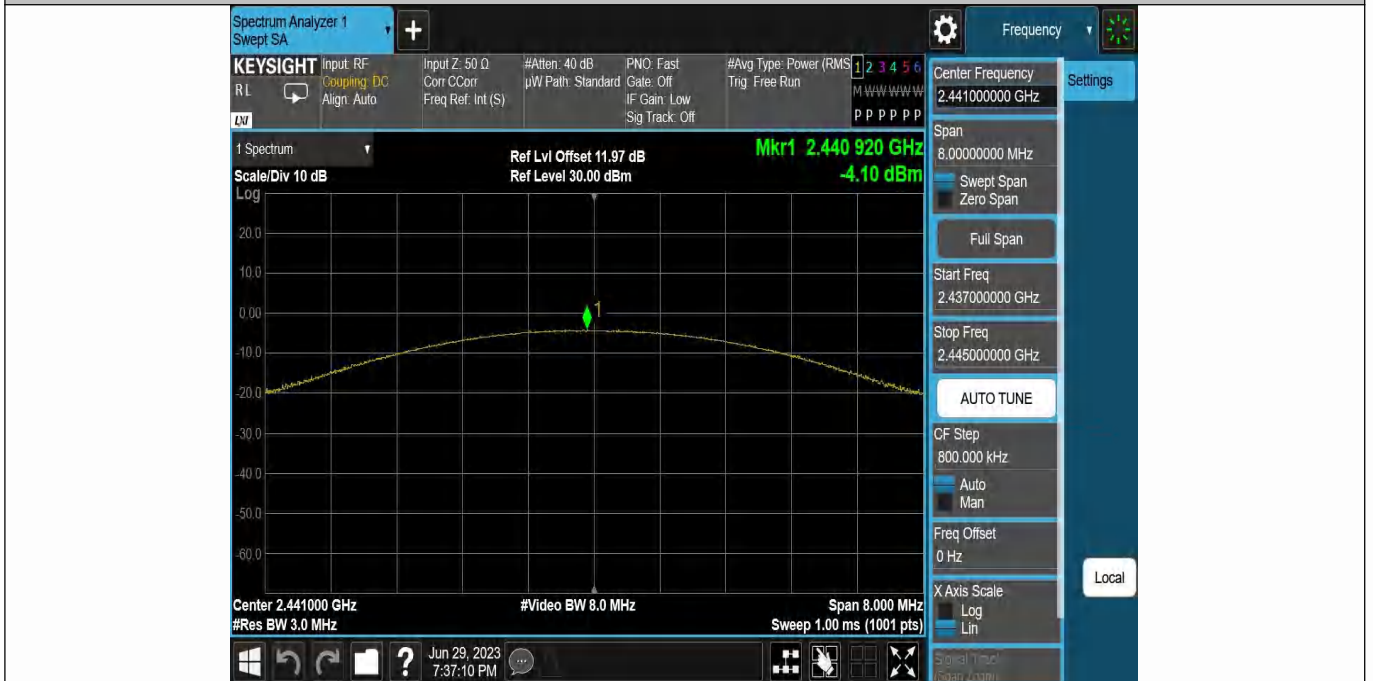 Spectrum Analyzer 1
Swept SA
+
Frequency
KEYSIGHT
RL
LXI
Input: RF
Coupling: DC
Align: Auto
Input Z: 50 Ω
Corr CCorr
Freq Ref: Int (S)
#Atten: 40 dB
µW Path: Standard
PNO: Fast
Gate: Off
IF Gain: Low
Sig Track: Off
#Avg Type: Power (RMS
Trig: Free Run
1 2 3 4 5 6
M W W W W W
P P P P P P
1 Spectrum
Scale/Div 10 dB
Log
Ref Lvl Offset 11.97 dB
Ref Level 30.00 dBm
Mkr1 2.440 920 GHz
-4.10 dBm
20.0
10.0
0.00
-10.0
-20.0
-30.0
-40.0
-50.0
-60.0
1
Center 2.441000 GHz
#Res BW 3.0 MHz
#Video BW 8.0 MHz
Span 8.000 MHz
Sweep 1.00 ms (1001 pts)
Center Frequency
2.441000000 GHz
Settings
Span
8.00000000 MHz
Swept Span
Zero Span
Full Span
Start Freq
2.437000000 GHz
Stop Freq
2.445000000 GHz
AUTO TUNE
CF Step
800.000 kHz
Auto
Man
Freq Offset
0 Hz
X Axis Scale
Log
Lin
Signal Track
(Span Zoom)
Local
?
Jun 29, 2023
7:37:10 PM